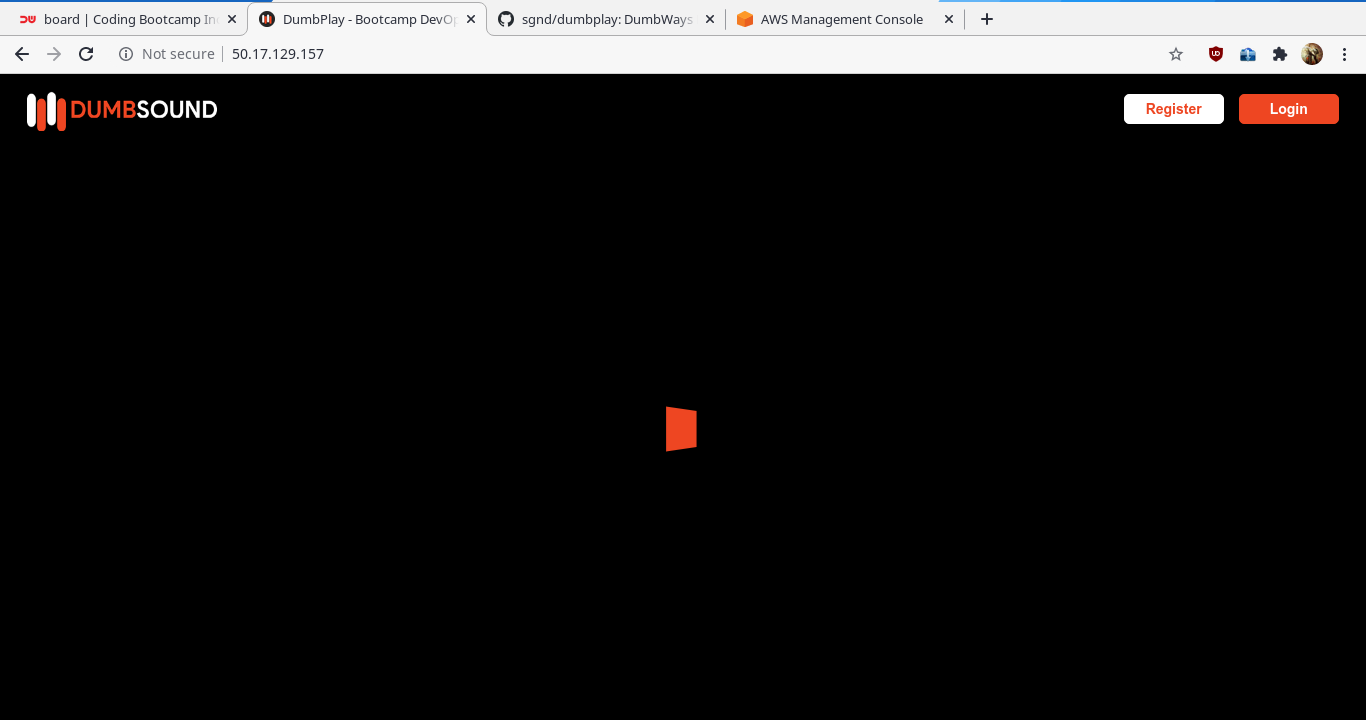 board | Coding Bootcamp In
DumbPlay - Bootcamp DevOp
sgnd/dumbplay: DumbWays
AWS Management Console
Not secure
50.17.129.157
DUMBSOUND
Register
Login